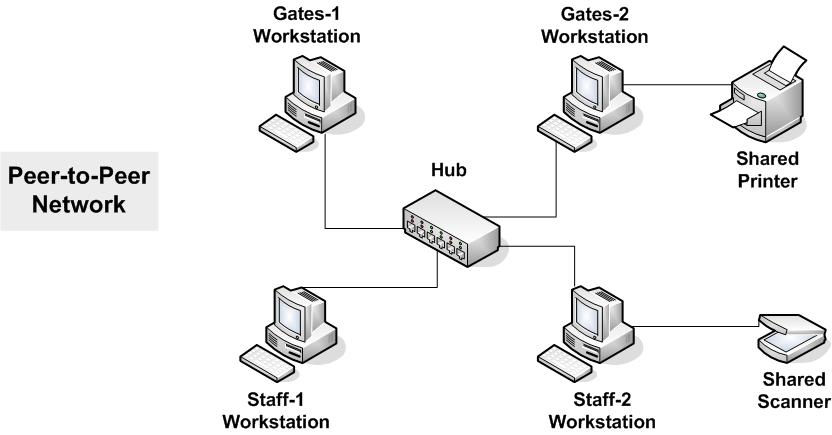 Gates-1
Workstation
Gates-2
Workstation
Shared
Printer
Hub
Peer-to-Peer
Network
Staff-1
Workstation
Staff-2
Workstation
Shared
Scanner